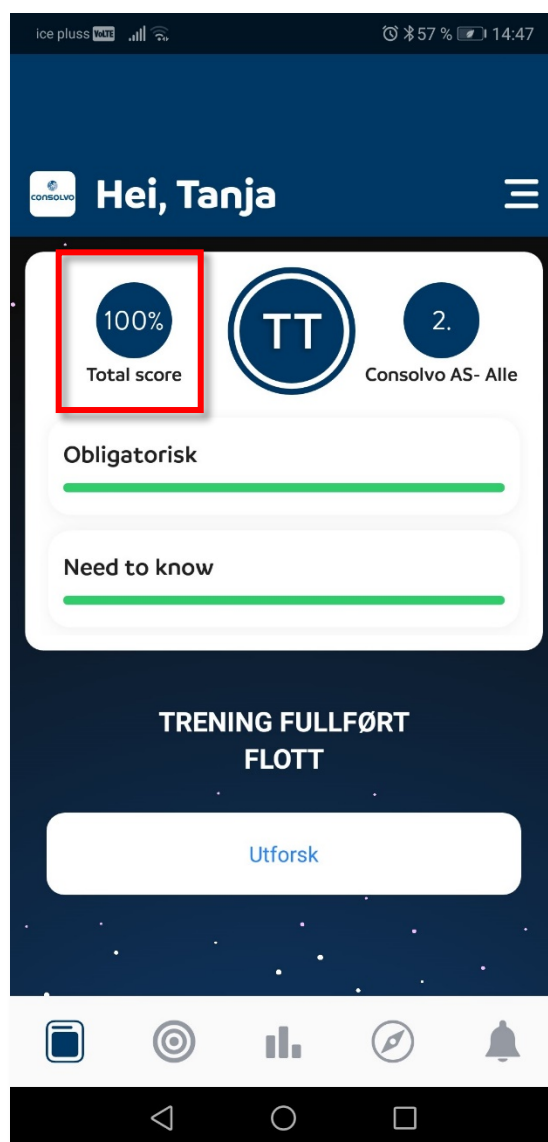 ice pluss VoLTE 57 % 14:47
CONSOLVO Hei, Tanja
100% TT 2.
Total score Consolvo AS- Alle
Obligatorisk
Need to know
TRENING FULLFØRT
FLOTT
Utforsk